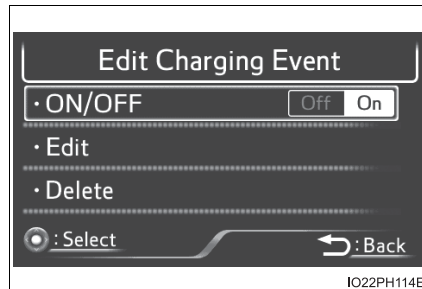 Edit Charging Event
・ON/OFF Off On
・Edit
・Delete
: Select : Back
IO22PH114E